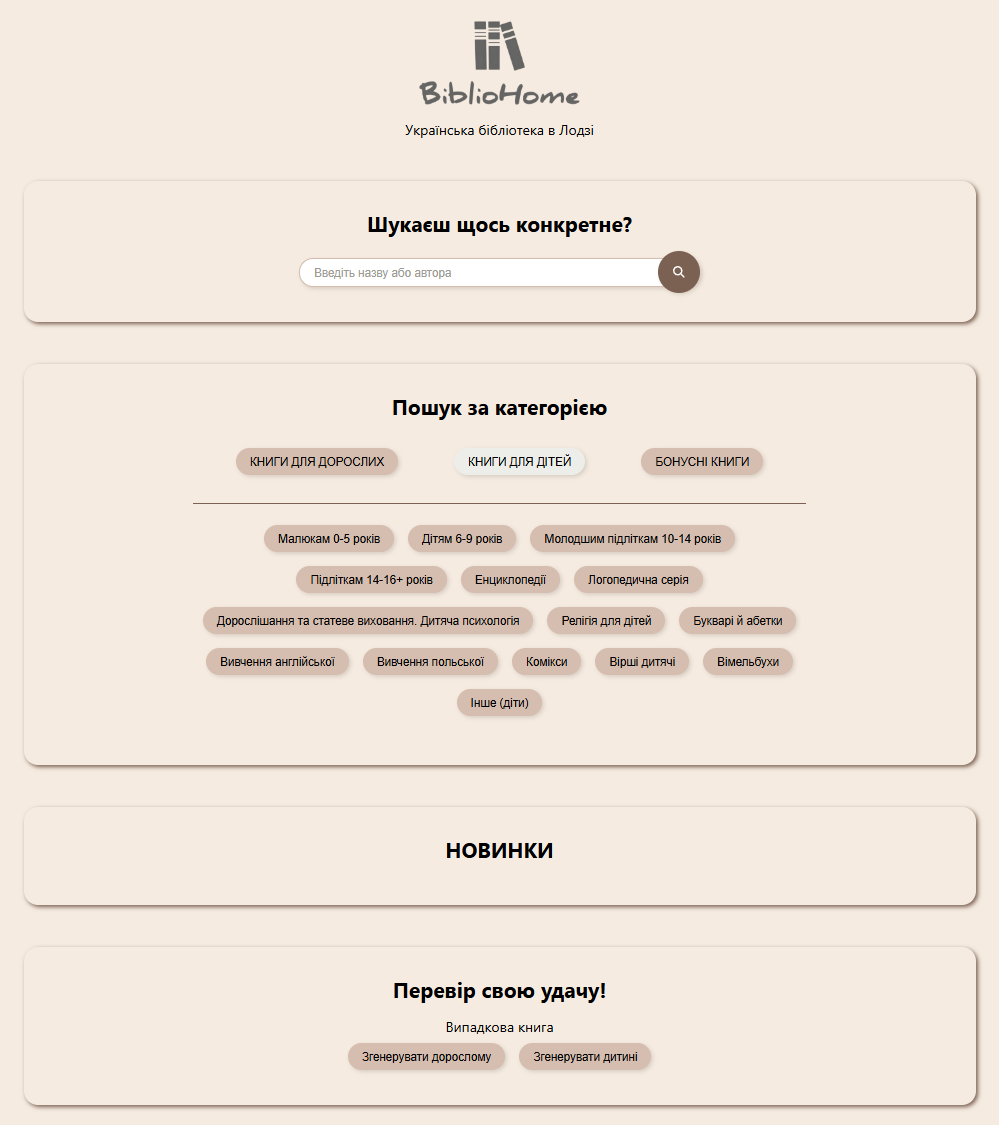 BiblioHome
Українська бібліотека в Лодзі
Шукаєш щось конкретне?
Введіть назву або автора
Пошук за категорією
КНИГИ ДЛЯ ДОРОСЛИХ КНИГИ ДЛЯ ДІТЕЙ БОНУСНІ КНИГИ
Малюкам 0-5 років Дітям 6-9 років Молодшим підліткам 10-14 років
Підліткам 14-16+ років Енциклопедії Логопедична серія
Дорослішання та статеве виховання. Дитяча психологія Релігія для дітей Букварі й абетки
Вивчення англійської Вивчення польської Комікси Вірші дитячі Вімельбухи
Інше (діти)
НОВИНКИ
Перевір свою удачу!
Випадкова книга
Згенерувати дорослому Згенерувати дитині